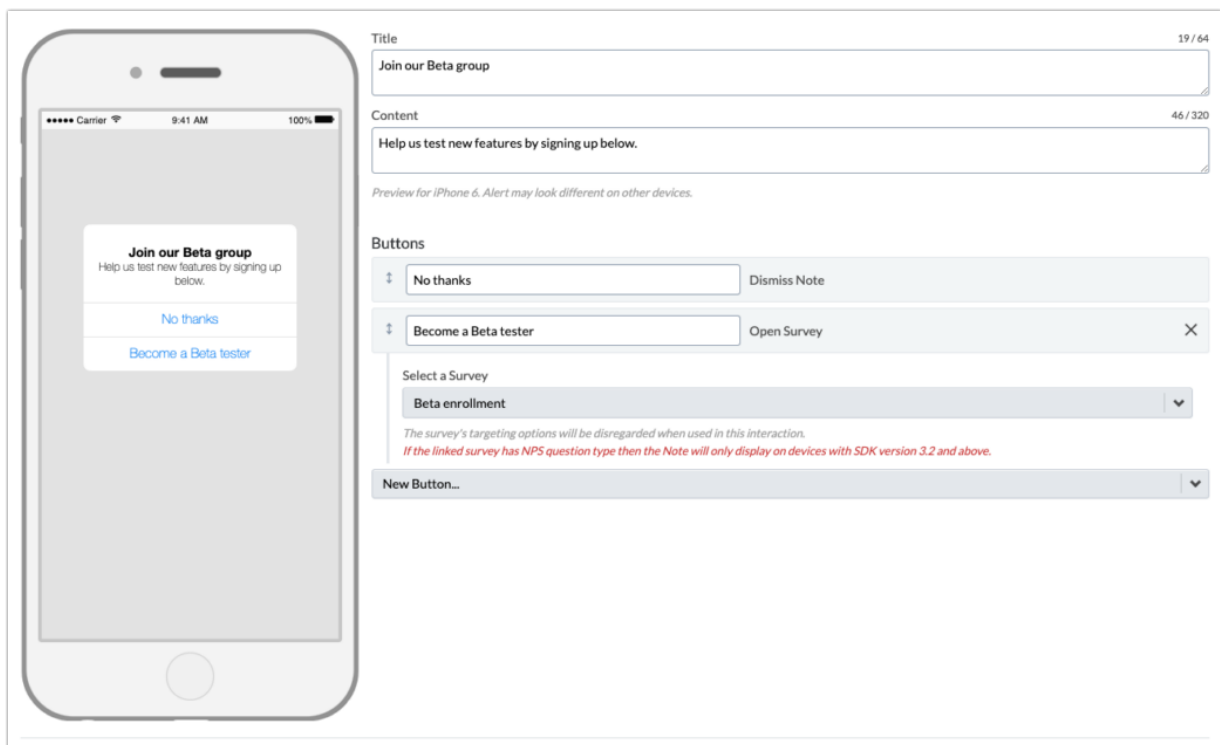 Carrier 9:41 AM 100%
Join our Beta group
Help us test new features by signing up
below.
No thanks
Become a Beta tester
Title 19 / 64
Join our Beta group
Content 46 / 320
Help us test new features by signing up below.
Preview for iPhone 6. Alert may look different on other devices.
Buttons
No thanks Dismiss Note
Become a Beta tester Open Survey
Select a Survey
Beta enrollment
The survey's targeting options will be disregarded when used in this interaction.
If the linked survey has NPS question type then the Note will only display on devices with SDK version 3.2 and above.
New Button...